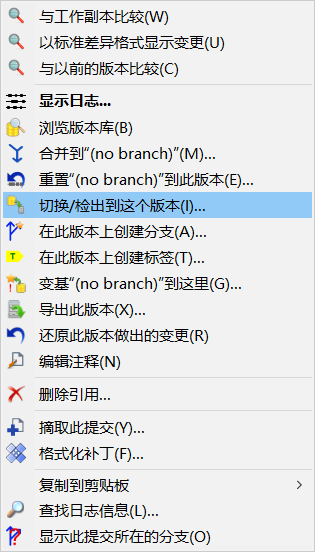 与工作副本比较(W)
以标准差异格式显示变更(U)
与以前的版本比较(C)
显示日志...
浏览版本库(B)
合并到“(no branch)”(M)...
重置“(no branch)”到此版本(E)...
切换/检出到这个版本(I)...
在此版本上创建分支(A)...
在此版本上创建标签(T)...
变基“(no branch)”到这里(G)...
导出此版本(X)...
还原此版本做出的变更(R)
编辑注释(N)
删除引用...
摘取此提交(Y)...
格式化补丁(F)...
复制到剪贴板
查找日志信息(L)...
显示此提交所在的分支(O)